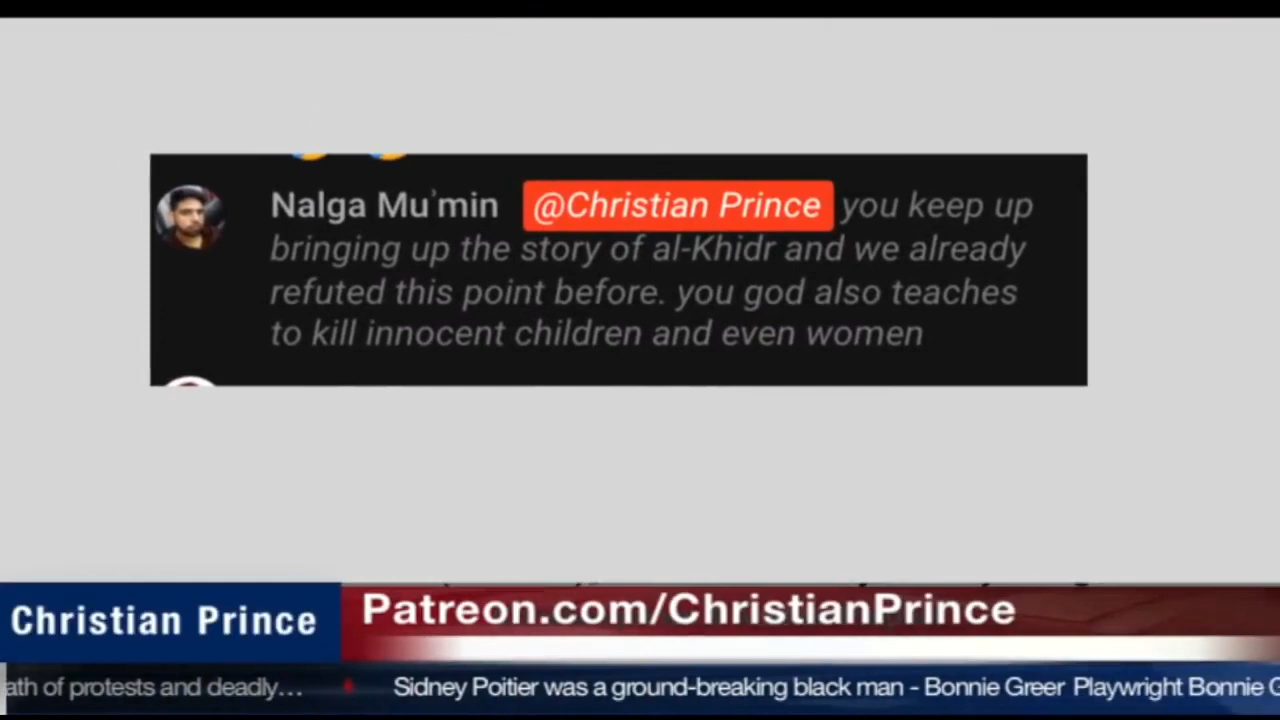 Nalga Mu'min @Christian Prince you keep up
bringing up the story of al-Khidr and we already
refuted this point before. you god also teaches
to kill innocent children and even women
Christian Prince
Patreon.com/ChristianPrince
ath of protests and deadly... Sidney Poitier was a ground-breaking black man - Bonnie Greer Playwright Bonnie G